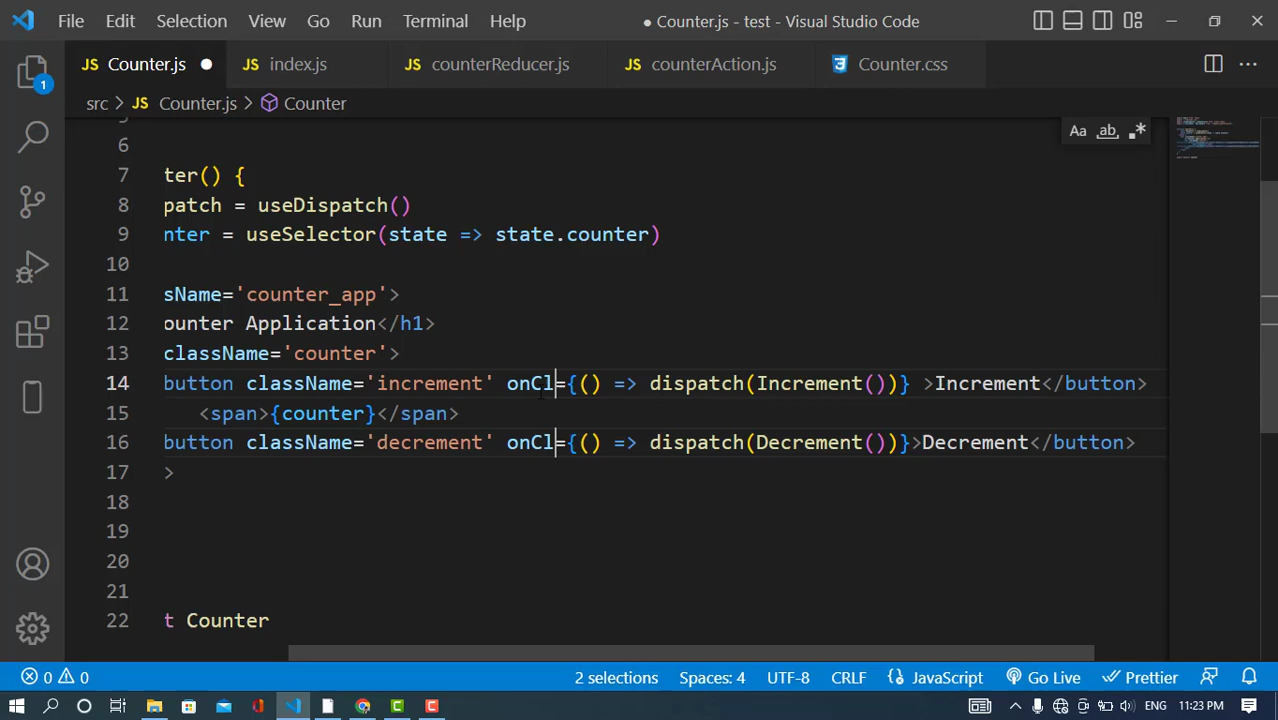 File Edit Selection View Go Run Terminal Help ● Counter.js - test - Visual Studio Code
JS Counter.js ● JS index.js JS counterReducer.js JS counterAction.js Counter.css
src > JS Counter.js > Counter
Aa ab .*
1
5
6
7 ter() {
8 patch = useDispatch()
9 nter = useSelector(state => state.counter)
10
11 sName='counter_app'>
12 ounter Application</h1>
13 className='counter'>
14 button className='increment' onCl={() => dispatch(Increment())} >Increment</button>
15 <span>{counter}</span>
16 button className='decrement' onCl={() => dispatch(Decrement())}>Decrement</button>
17 >
18
19
20
21
22 t Counter
0 0 2 selections Spaces: 4 UTF-8 CRLF JavaScript Go Live Prettier
ENG 11:23 PM